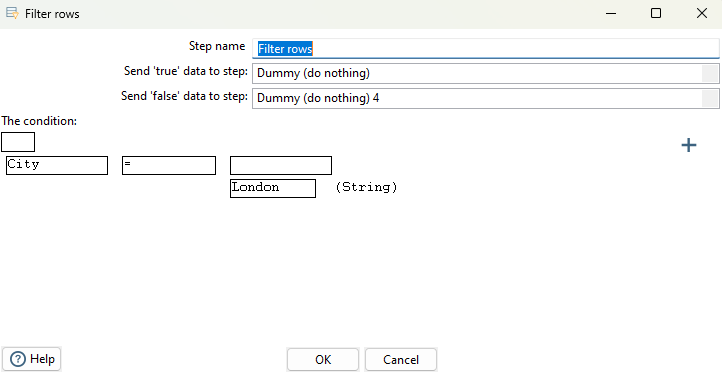 Filter rows
Step name Filter rows
Send 'true' data to step: Dummy (do nothing)
Send 'false' data to step: Dummy (do nothing) 4
The condition:
City =
London (String)
Help OK Cancel